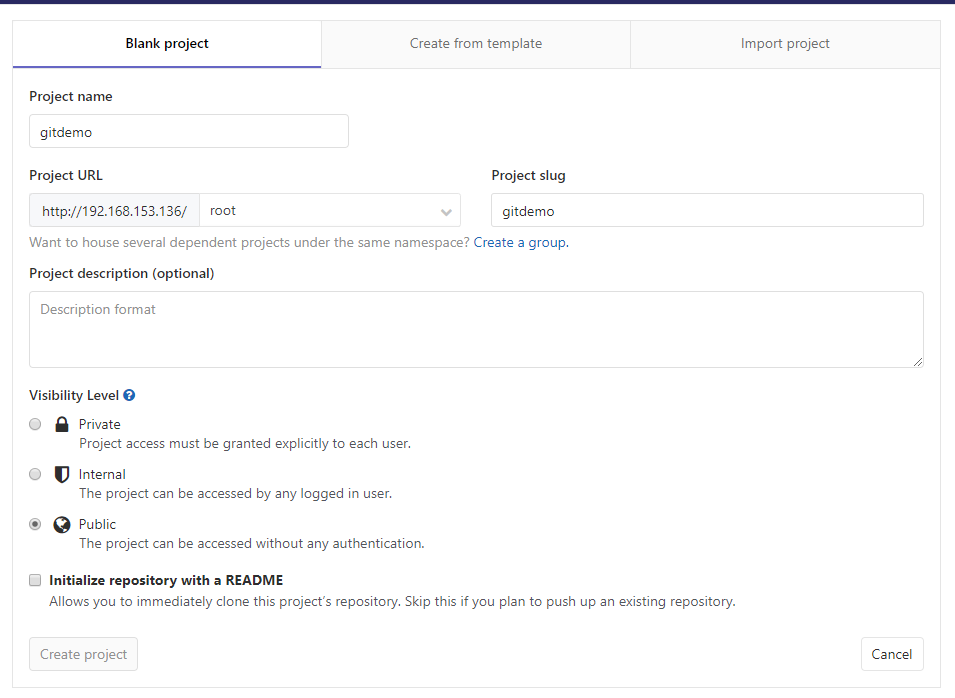 Blank project
Create from template
Import project
Project name
gitdemo
Project URL
Project slug
http://192.168.153.136/
root
gitdemo
Want to house several dependent projects under the same namespace? Create a group.
Project description (optional)
Description format
Visibility Level
Private
Project access must be granted explicitly to each user.
Internal
The project can be accessed by any logged in user.
Public
The project can be accessed without any authentication.
Initialize repository with a README
Allows you to immediately clone this project's repository. Skip this if you plan to push up an existing repository.
Create project
Cancel